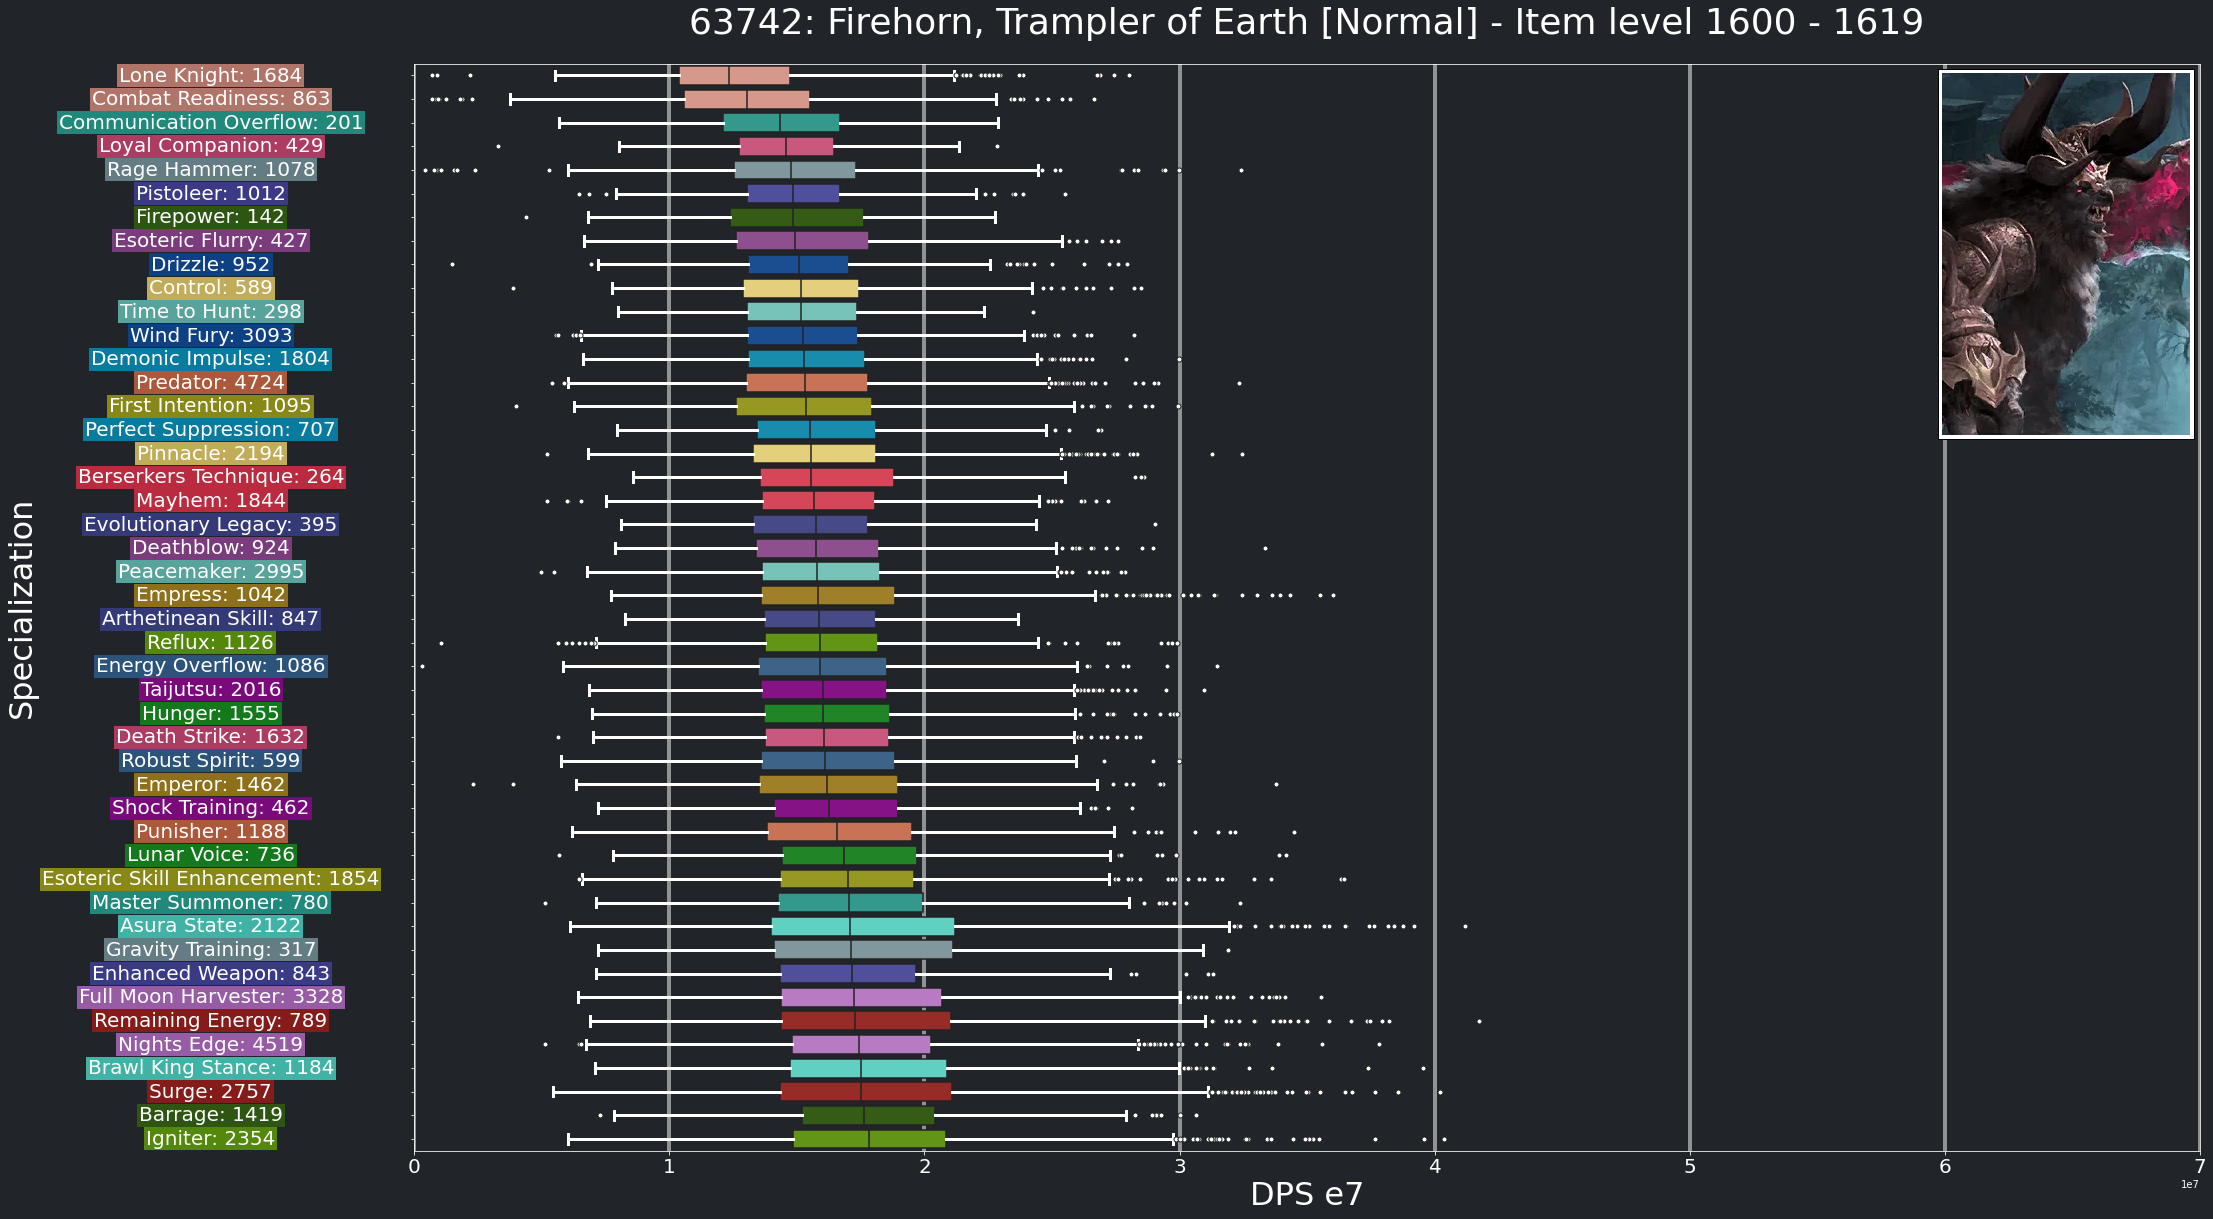 63742: Firehorn, Trampler of Earth [Normal] - Item level 1600 - 1619
Lone Knight: 1684
Combat Readiness: 863
Communication Overflow: 201
Loyal Companion: 429
Rage Hammer: 1078
Pistoleer: 1012
Firepower: 142
Esoteric Flurry: 427
Drizzle: 952
Control: 589
Time to Hunt: 298
Wind Fury: 3093
Demonic Impulse: 1804
Predator: 4724
First Intention: 1095
Perfect Suppression: 707
Pinnacle: 2194
Berserkers Technique: 264
Mayhem: 1844
Evolutionary Legacy: 395
Deathblow: 924
Peacemaker: 2995
Empress: 1042
Arthetinean Skill: 847
Reflux: 1126
Energy Overflow: 1086
Taijutsu: 2016
Hunger: 1555
Death Strike: 1632
Robust Spirit: 599
Emperor: 1462
Shock Training: 462
Punisher: 1188
Lunar Voice: 736
Esoteric Skill Enhancement: 1854
Master Summoner: 780
Asura State: 2122
Gravity Training: 317
Enhanced Weapon: 843
Full Moon Harvester: 3328
Remaining Energy: 789
Nights Edge: 4519
Brawl King Stance: 1184
Surge: 2757
Barrage: 1419
Igniter: 2354
Specialization
0 1 2 3 4 5 6 7
1e7
DPS e7